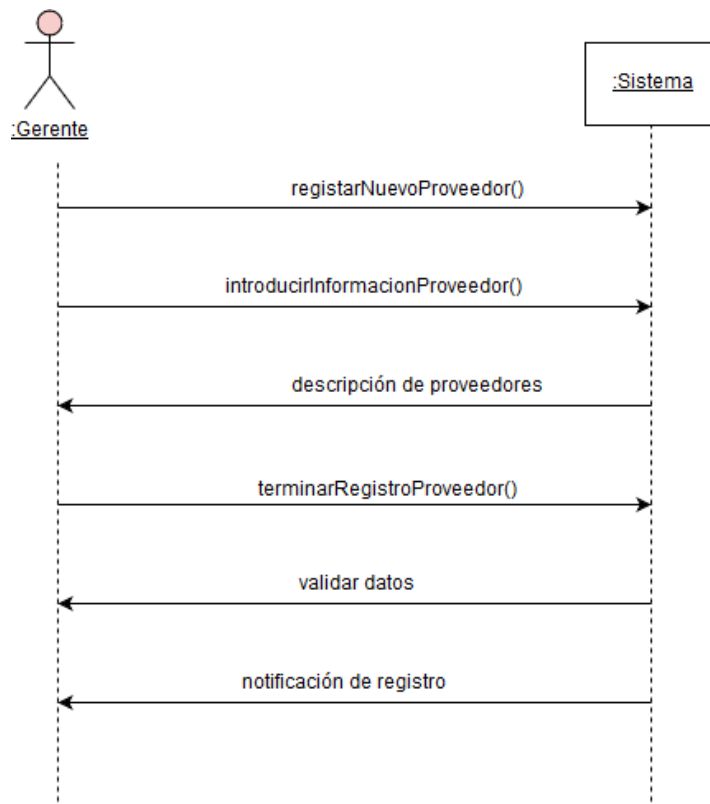 :Gerente
:Sistema
registarNuevoProveedor()
introducirInformacionProveedor()
descripción de proveedores
terminarRegistroProveedor()
validar datos
notificación de registro